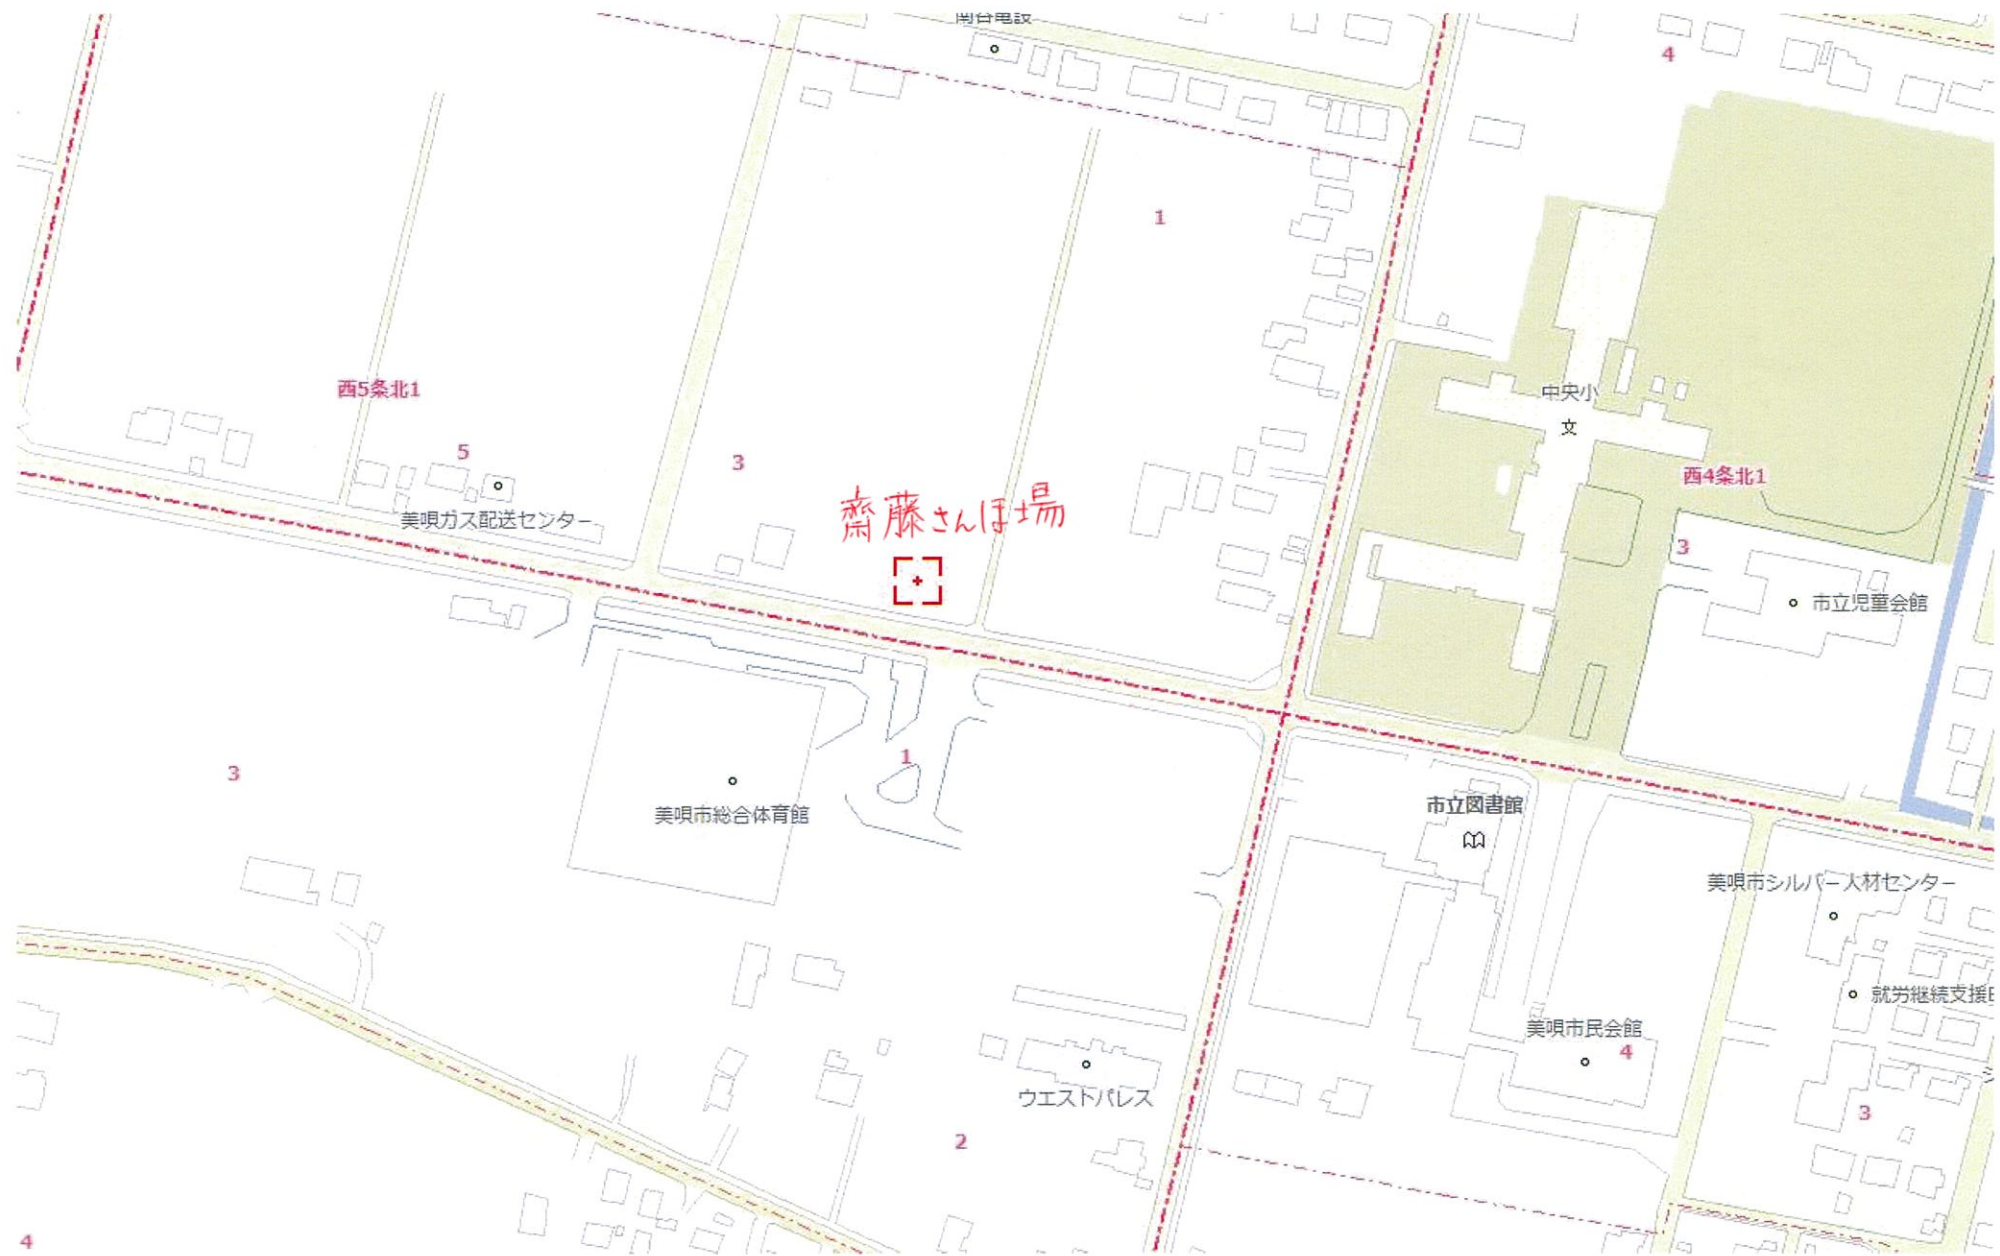 4
1
西5条北1
中央小
文
5
3
西4条北1
齋藤さんほ場
美唄ガス配送センター
3
市立児童会館
1
3
市立図書館
美唄市総合体育館
美唄市シルバー人材センター
就労継続支援
美唄市民会館
4
ウエストパレス
3
2
4